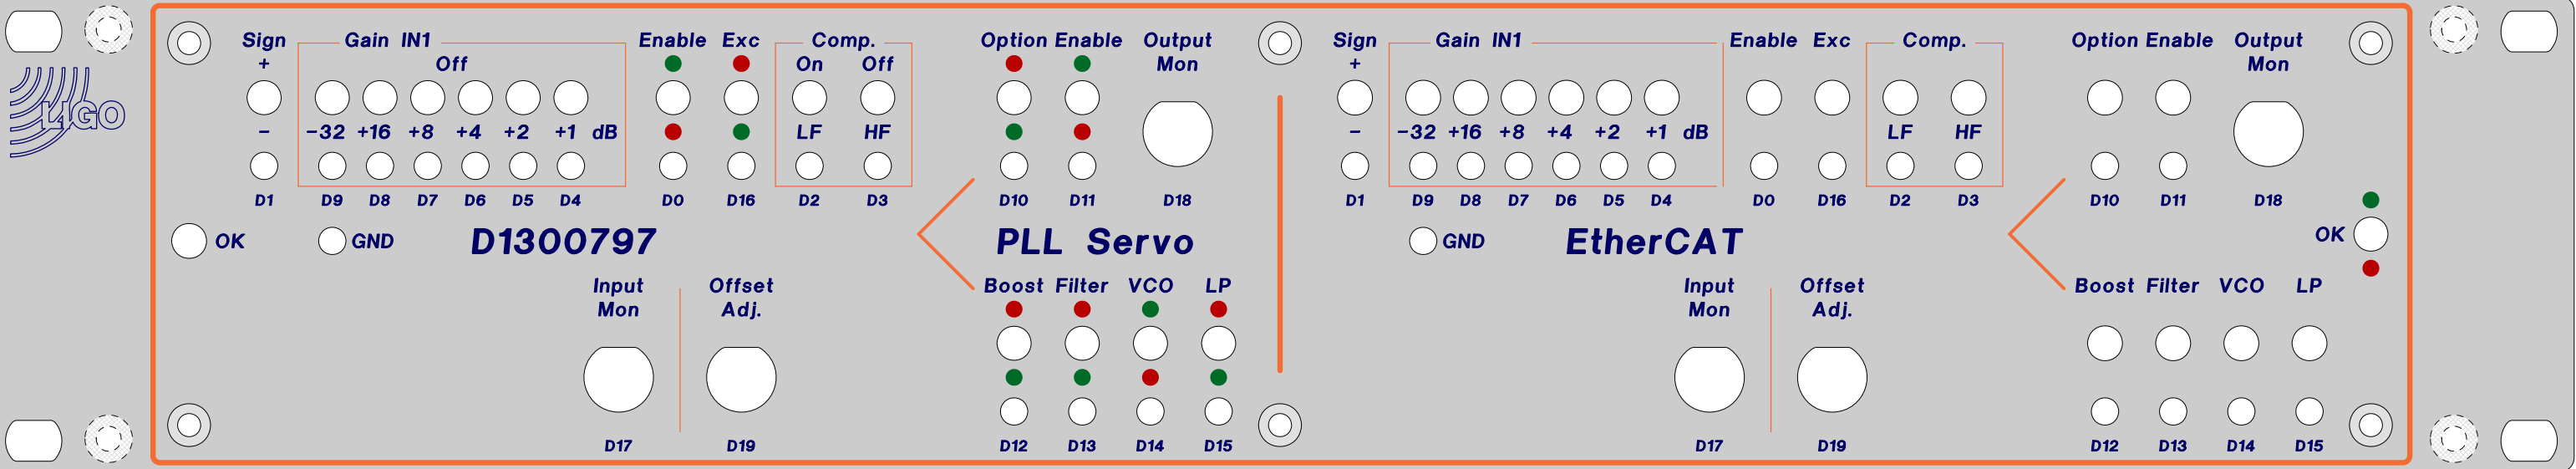 Sign Gain IN1 Enable Exc Comp. Option Enable Output Sign Gain IN1 Enable Exc Comp. Option Enable Output
+ Off On Off Mon + Mon
LIGO
− −32 +16 +8 +4 +2 +1 dB LF HF − −32 +16 +8 +4 +2 +1 dB LF HF
D1 D9 D8 D7 D6 D5 D4 D0 D16 D2 D3 D10 D11 D18 D1 D9 D8 D7 D6 D5 D4 D0 D16 D2 D3 D10 D11 D18
OK GND D1300797 PLL Servo GND EtherCAT OK
Input Offset Boost Filter VCO LP Input Offset Boost Filter VCO LP
Mon Adj. Mon Adj.
D17 D19 D12 D13 D14 D15 D17 D19 D12 D13 D14 D15